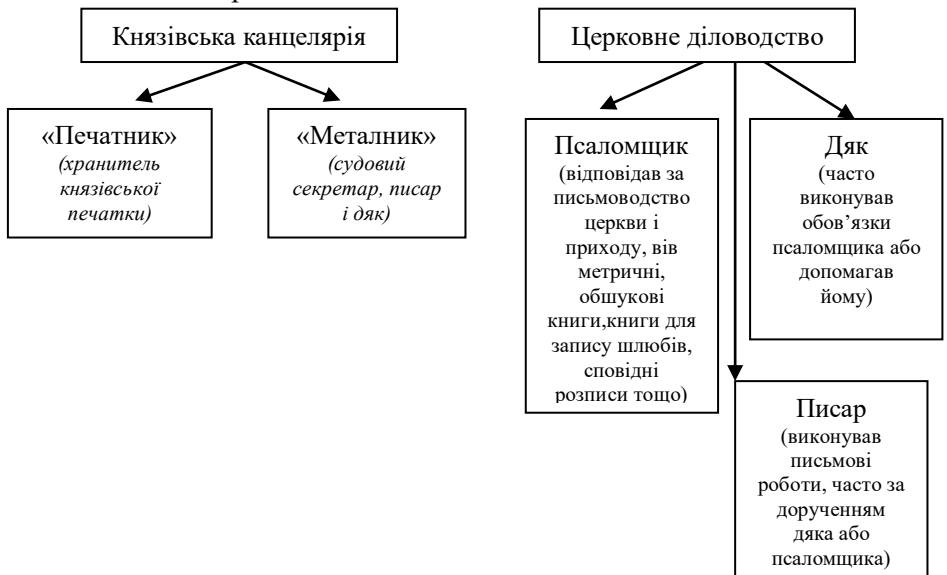 Князівська канцелярія
Церковне діловодство
«Печатник»
(хранитель
князівської
печатки)
«Металник»
(судовий
секретар, писар
і дяк)
Псаломщик
(відповідав за
письмоводство
церкви і
приходу, вів
метричні,
обшукові
книги,книги для
запису шлюбів,
сповідні
розписи тощо)
Дяк
(часто
виконував
обов’язки
псаломщика або
допомагав
йому)
Писар
(виконував
письмові
роботи, часто за
дорученням
дяка або
псаломщика)